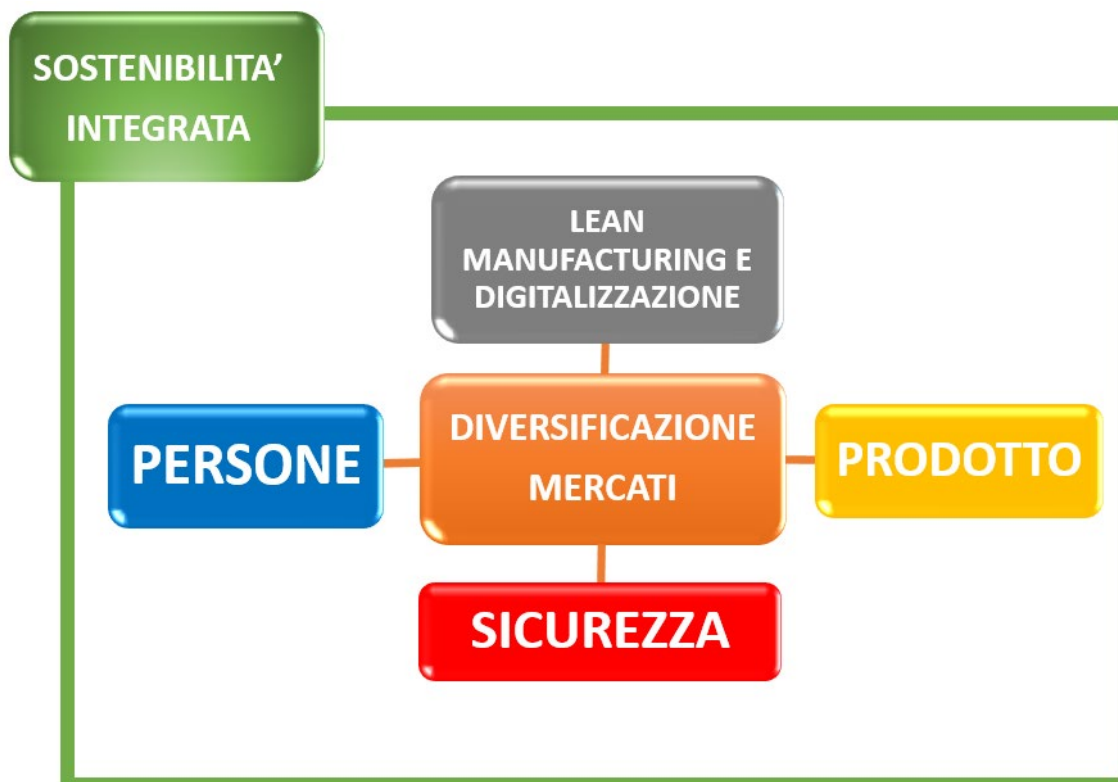 SOSTENIBILITA’
INTEGRATA
LEAN
MANUFACTURING E
DIGITALIZZAZIONE
PERSONE
DIVERSIFICAZIONE
MERCATI
PRODOTTO
SICUREZZA